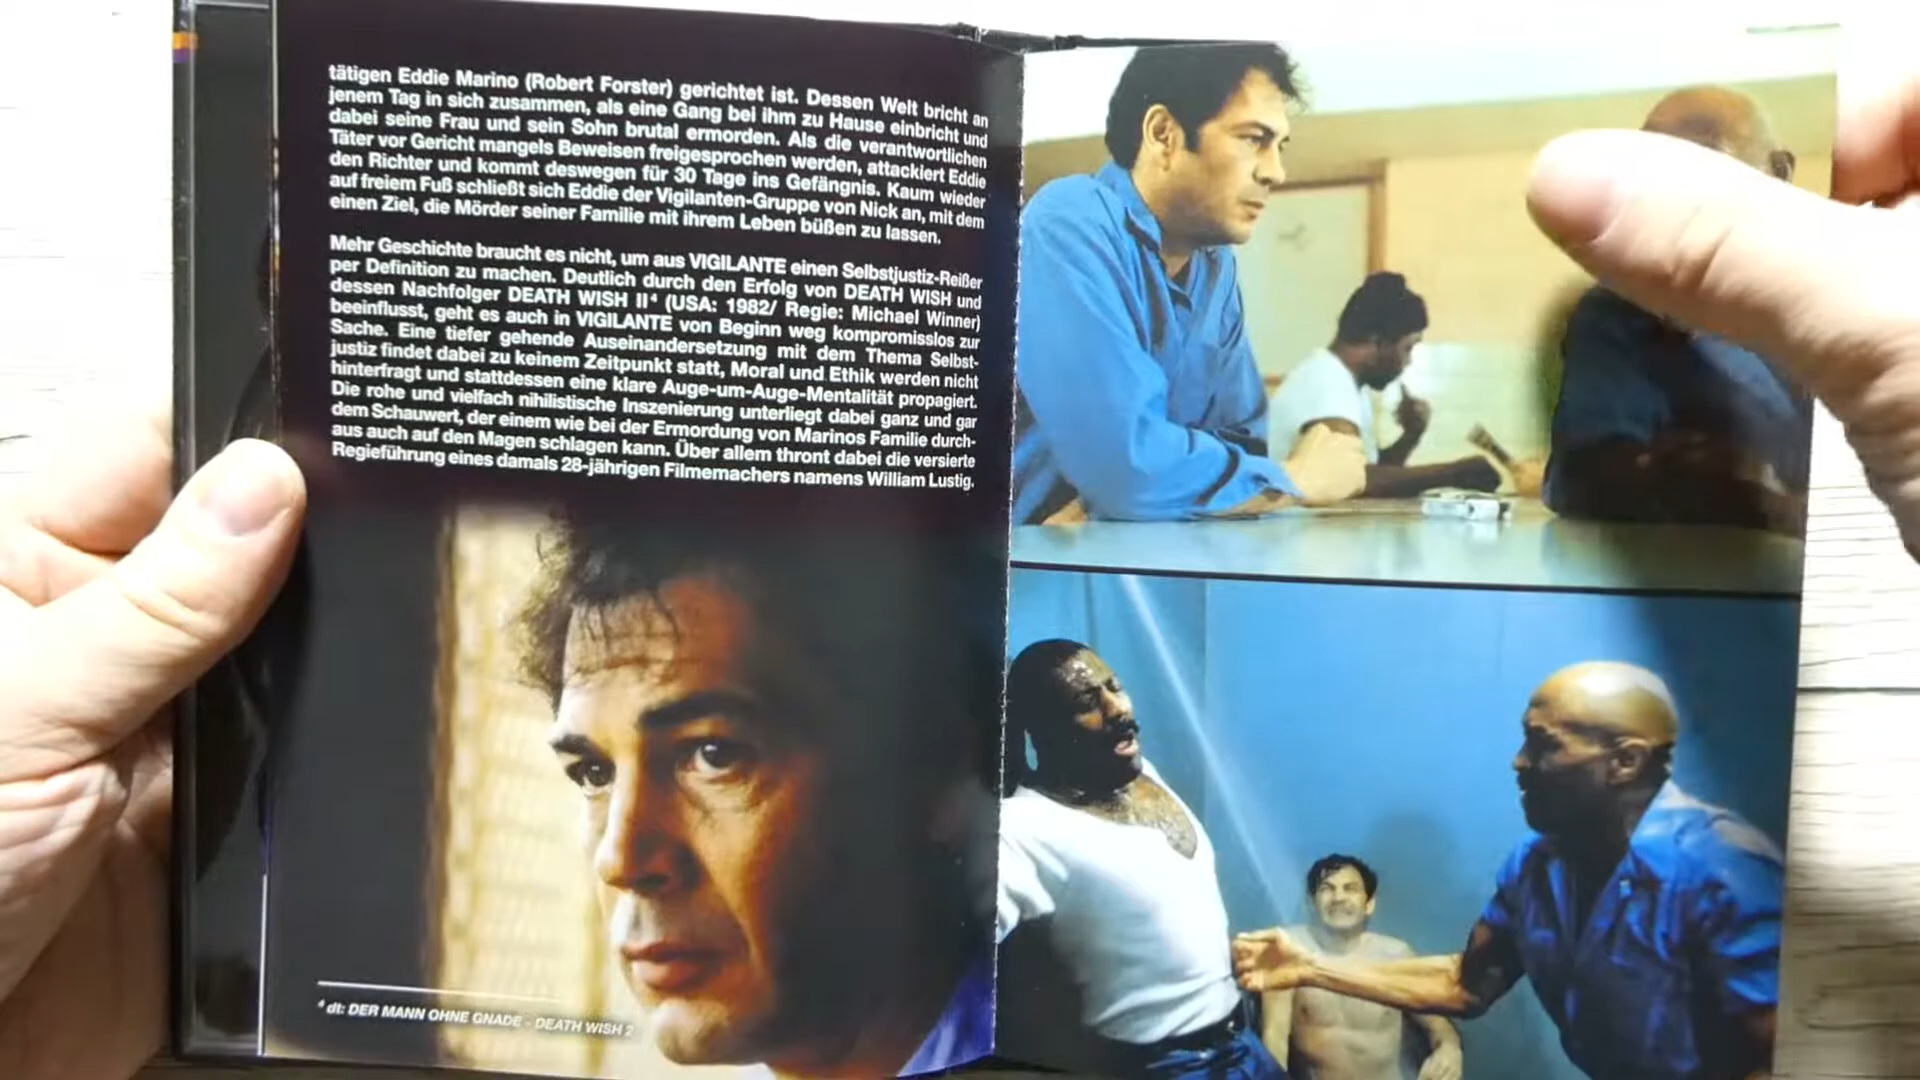 tätigen Eddie Marino (Robert Forster) gerichtet ist. Dessen Welt bricht an
jenem Tag in sich zusammen, als eine Gang bei ihm zu Hause einbricht und
dabei seine Frau und sein Sohn brutal ermorden. Als die verantwortlichen
Täter vor Gericht mangels Beweisen freigesprochen werden, attackiert Eddie
den Richter und kommt deswegen für 30 Tage ins Gefängnis. Kaum wieder
auf freiem Fuß schließt sich Eddie der Vigilanten-Gruppe von Nick an, mit dem
einen Ziel, die Mörder seiner Familie mit ihrem Leben büßen zu lassen.
Mehr Geschichte braucht es nicht, um aus VIGILANTE einen Selbstjustiz-Reißer
per Definition zu machen. Deutlich durch den Erfolg von DEATH WISH und
dessen Nachfolger DEATH WISH II⁴ (USA: 1982/ Regie: Michael Winner)
beeinflusst, geht es auch in VIGILANTE von Beginn weg kompromisslos zur
Sache. Eine tiefer gehende Auseinandersetzung mit dem Thema Selbst-
justiz findet dabei zu keinem Zeitpunkt statt, Moral und Ethik werden nicht
hinterfragt und stattdessen eine klare Auge-um-Auge-Mentalität propagiert.
Die rohe und vielfach nihilistische Inszenierung unterliegt dabei ganz und gar
dem Schauwert, der einem wie bei der Ermordung von Marinos Familie durch-
aus auch auf den Magen schlagen kann. Über allem thront dabei die versierte
Regieführung eines damals 28-jährigen Filmemachers namens William Lustig.
⁴ dt: DER MANN OHNE GNADE - DEATH WISH 2